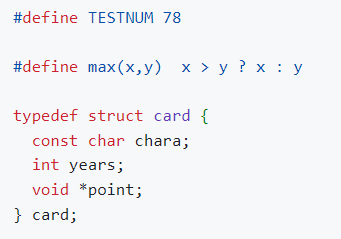 #define TESTNUM 78
#define max(x,y)  x > y ? x : y
typedef struct card {
  const char chara;
  int years;
  void *point;
} card;